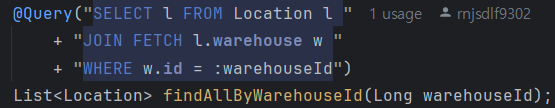 @Query("SELECT l FROM Location l " 1 usage rnjsdlf9302
+ "JOIN FETCH l.warehouse w "
+ "WHERE w.id = :warehouseId")
List<Location> findAllByWarehouseId(Long warehouseId);